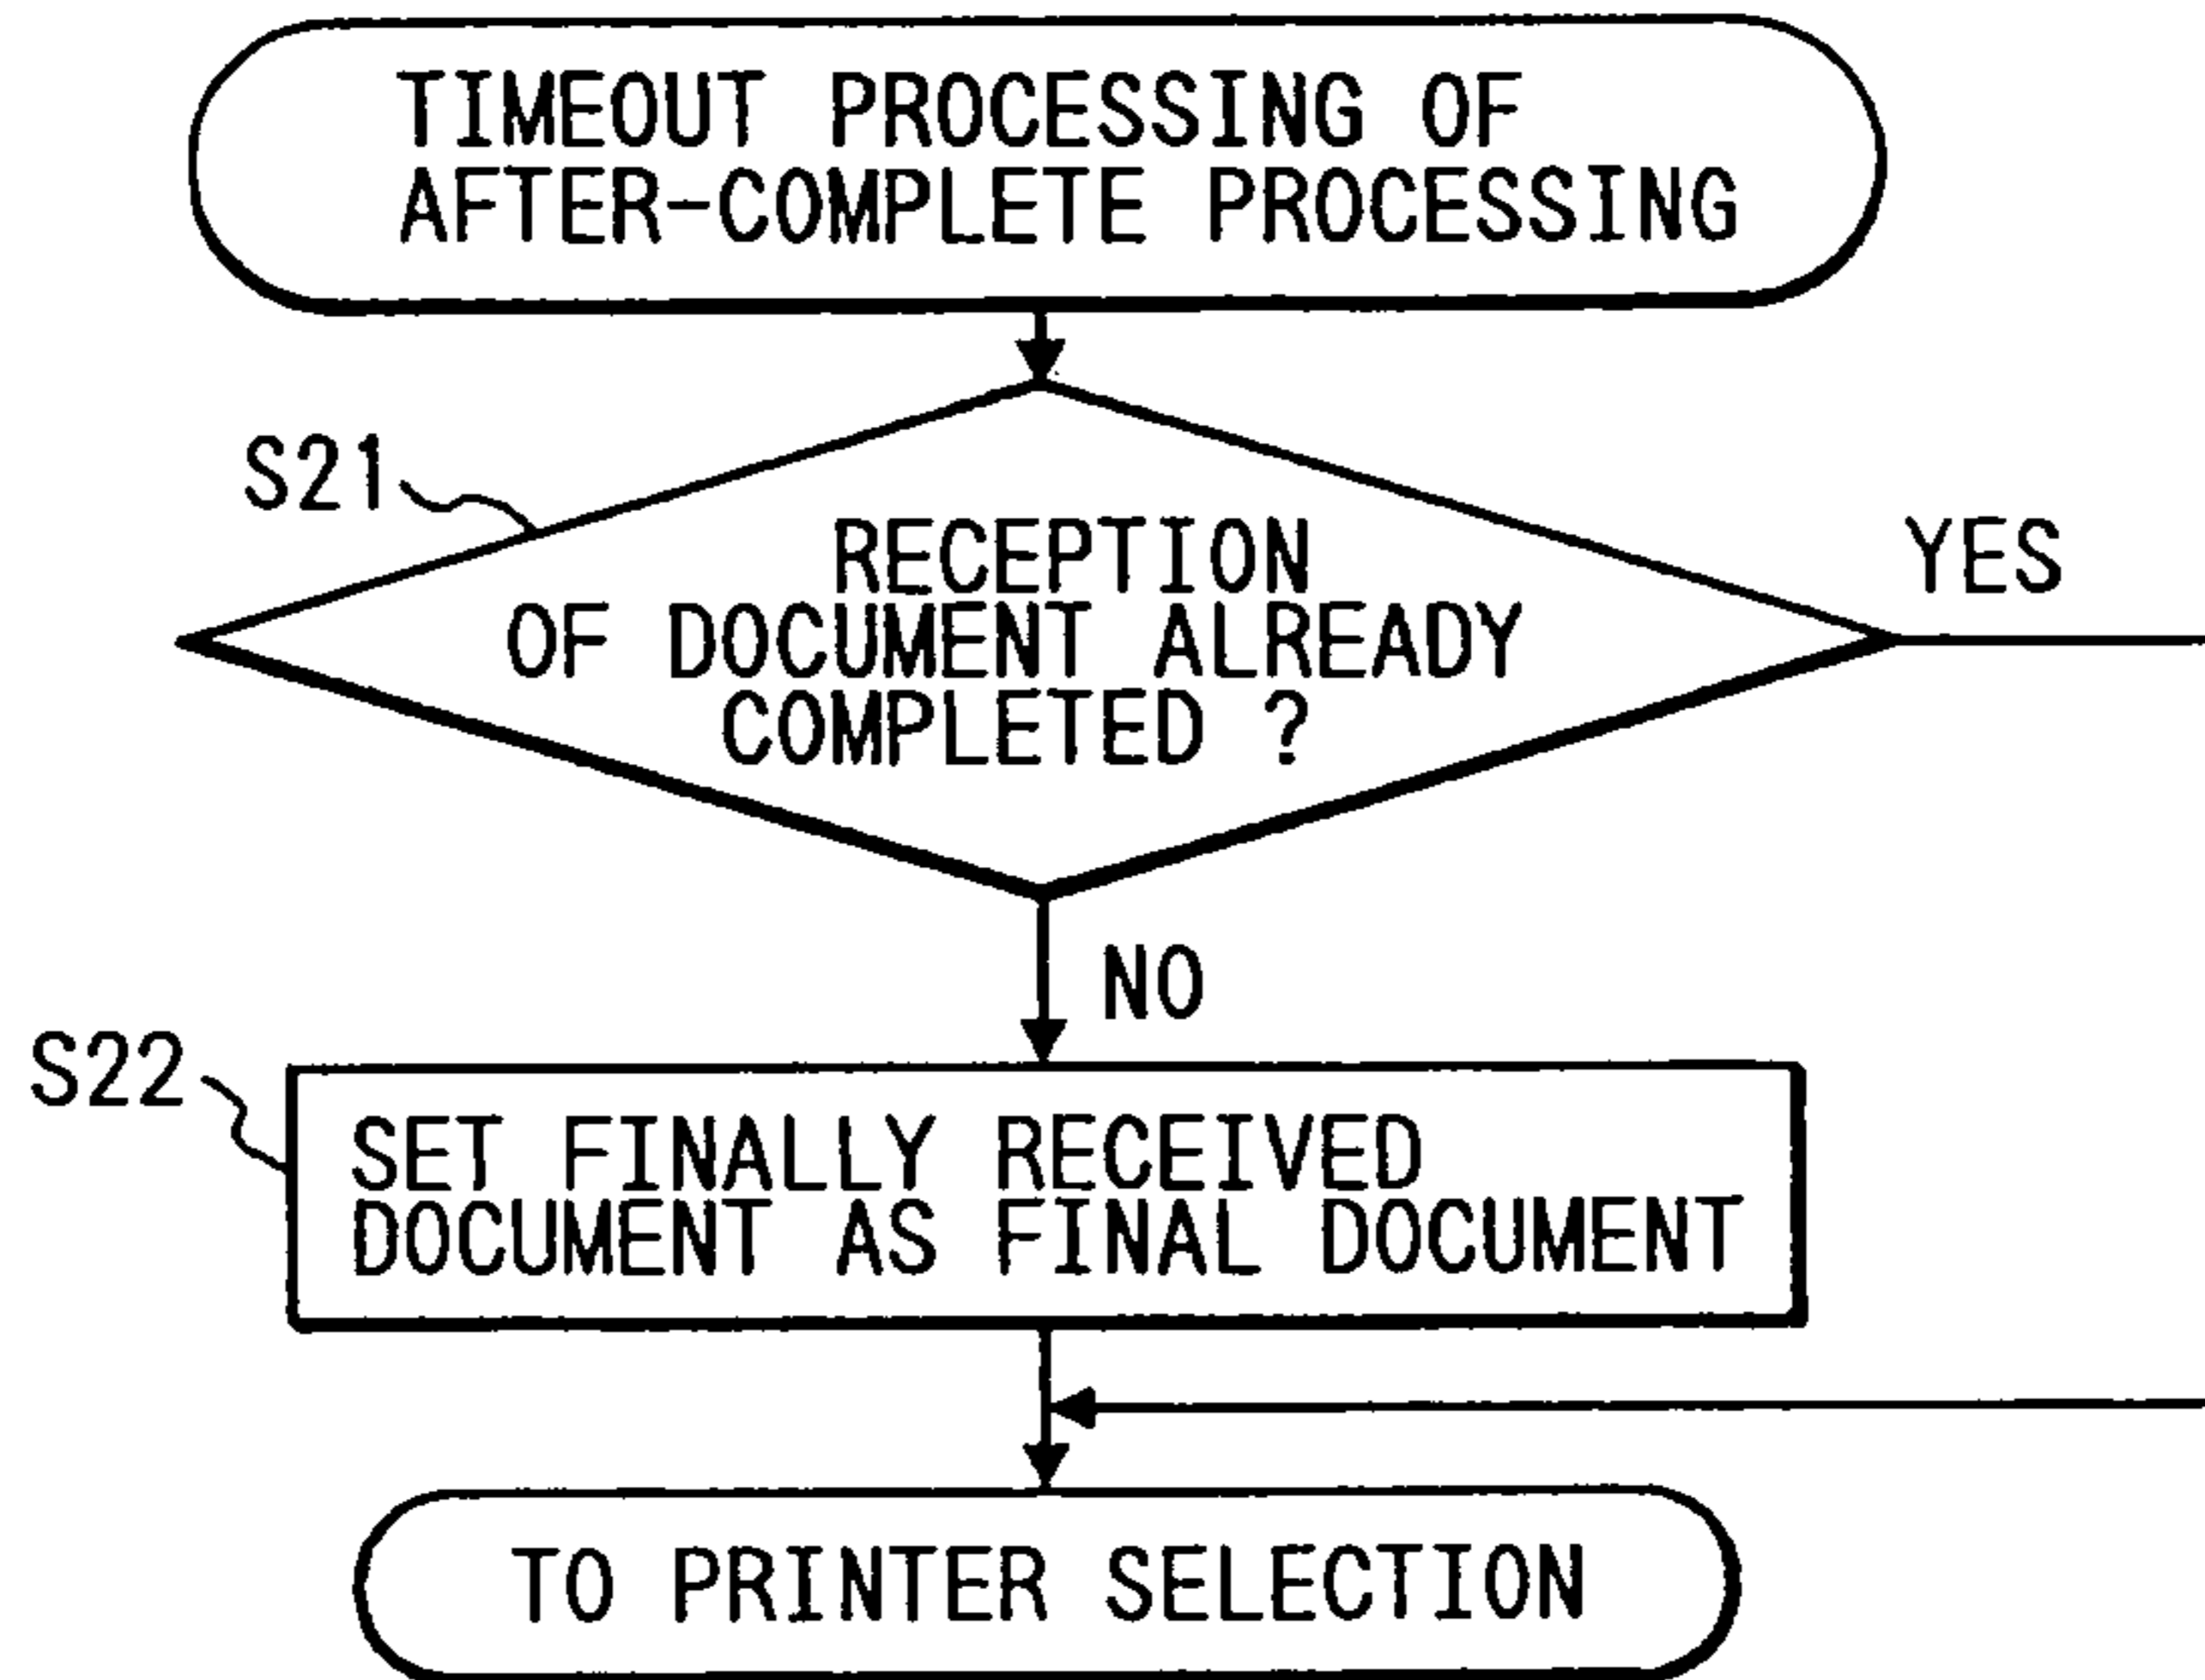 TIMEOUT PROCESSING OF
AFTER-COMPLETE PROCESSING
S21
RECEPTION
OF DOCUMENT ALREADY
COMPLETED ?
YES
NO
S22
SET FINALLY RECEIVED
DOCUMENT AS FINAL DOCUMENT
TO PRINTER SELECTION